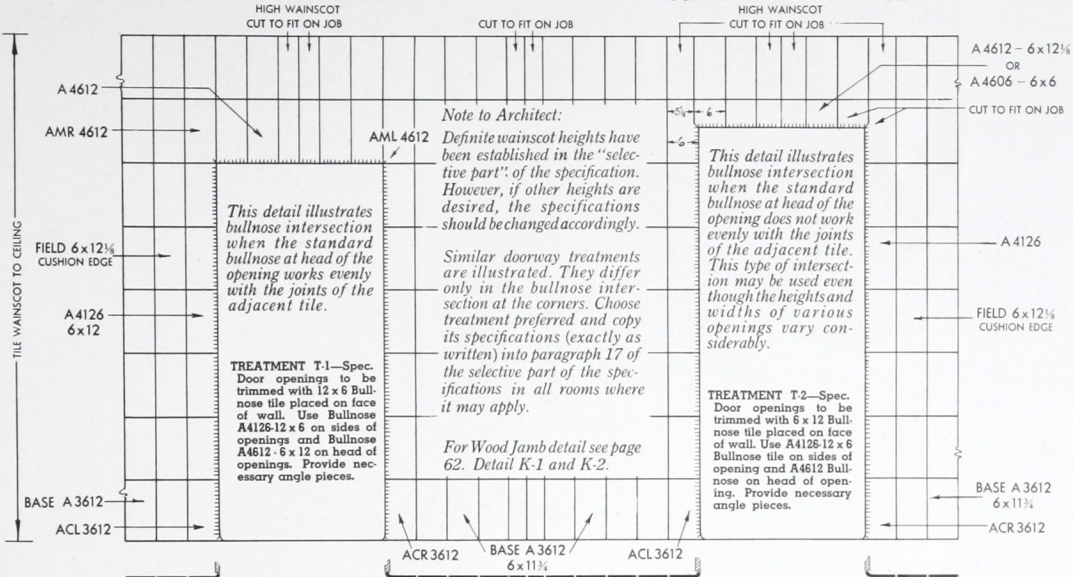 HIGH WAINSCOT
CUT TO FIT ON JOB
CUT TO FIT ON JOB
HIGH WAINSCOT
CUT TO FIT ON JOB
A 4612 – 6 x 12⅛
OR
A 4606 – 6 x 6
CUT TO FIT ON JOB
A 4612
AMR 4612
AML 4612
6
6
TILE WAINSCOT TO CEILING
FIELD 6 x 12⅛
CUSHION EDGE
A 4126
6 x 12
BASE A 3612
ACL 3612
This detail illustrates
bullnose intersection
when the standard
bullnose at head of the
opening works evenly
with the joints of the
adjacent tile.
TREATMENT T-1—Spec.
Door openings to be
trimmed with 12 x 6 Bull-
nose tile placed on face
of wall. Use Bullnose
A4126-12 x 6 on sides of
openings and Bullnose
A4612 - 6 x 12 on head of
openings. Provide nec-
essary angle pieces.
Note to Architect:
Definite wainscot heights have
been established in the "selec-
tive part". of the specification.
However, if other heights are
desired, the specifications
should be changed accordingly.
Similar doorway treatments
are illustrated. They differ
only in the bullnose inter-
section at the corners. Choose
treatment preferred and copy
its specifications (exactly as
written) into paragraph 17 of
the selective part of the spec-
ifications in all rooms where
it may apply.
For Wood Jamb detail see page
62. Detail K-1 and K-2.
This detail illustrates
bullnose intersection
when the standard
bullnose at head of the
opening does not work
evenly with the joints
of the adjacent tile.
This type of intersect-
ion may be used even
though the heights and
widths of various
openings vary con-
siderably.
TREATMENT T-2—Spec.
Door openings to be
trimmed with 6 x 12 Bull-
nose tile placed on face
of wall. Use A4126-12 x 6
Bullnose tile on sides of
opening and A4612 Bull-
nose on head of open-
ing. Provide necessary
angle pieces.
A 4126
FIELD 6 x 12⅛
CUSHION EDGE
BASE A 3612
6 x 11¾
ACR 3612
ACR 3612
BASE A 3612
6 x 11¾
ACL 3612